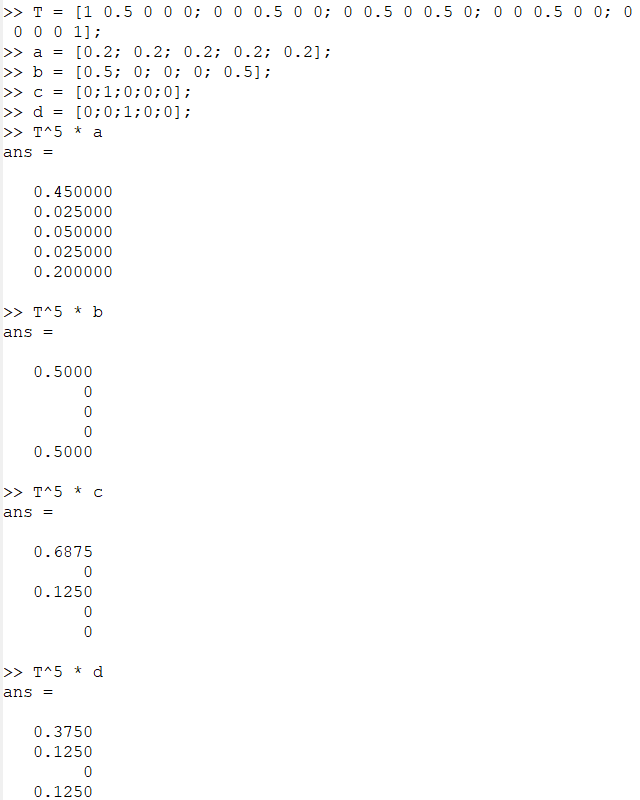 >> T = [1 0.5 0 0 0; 0 0 0.5 0 0; 0 0.5 0 0.5 0; 0 0 0.5 0 0; 0
 0 0 0 1];
>> a = [0.2; 0.2; 0.2; 0.2; 0.2];
>> b = [0.5; 0; 0; 0; 0.5];
>> c = [0;1;0;0;0];
>> d = [0;0;1;0;0];
>> T^5 * a
ans =
0.450000
0.025000
0.050000
0.025000
0.200000
>> T^5 * b
ans =
0.5000
0
0
0
0.5000
>> T^5 * c
ans =
0.6875
0
0.1250
0
0
>> T^5 * d
ans =
0.3750
0.1250
0
0.1250